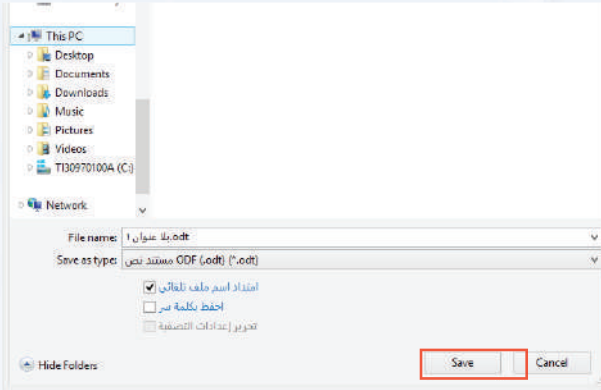 This PC
Desktop
Documents
Downloads
Music
Pictures
Videos
TI30970100A (C:)
Network
File name: بلا عنوان ١.odt
Save as type: مستند نص ODF (.odt) (*.odt)
امتداد اسم ملف تلقائي
احفظ بكلمة سر
تحرير إعدادات التصفية
Hide Folders
Save
Cancel